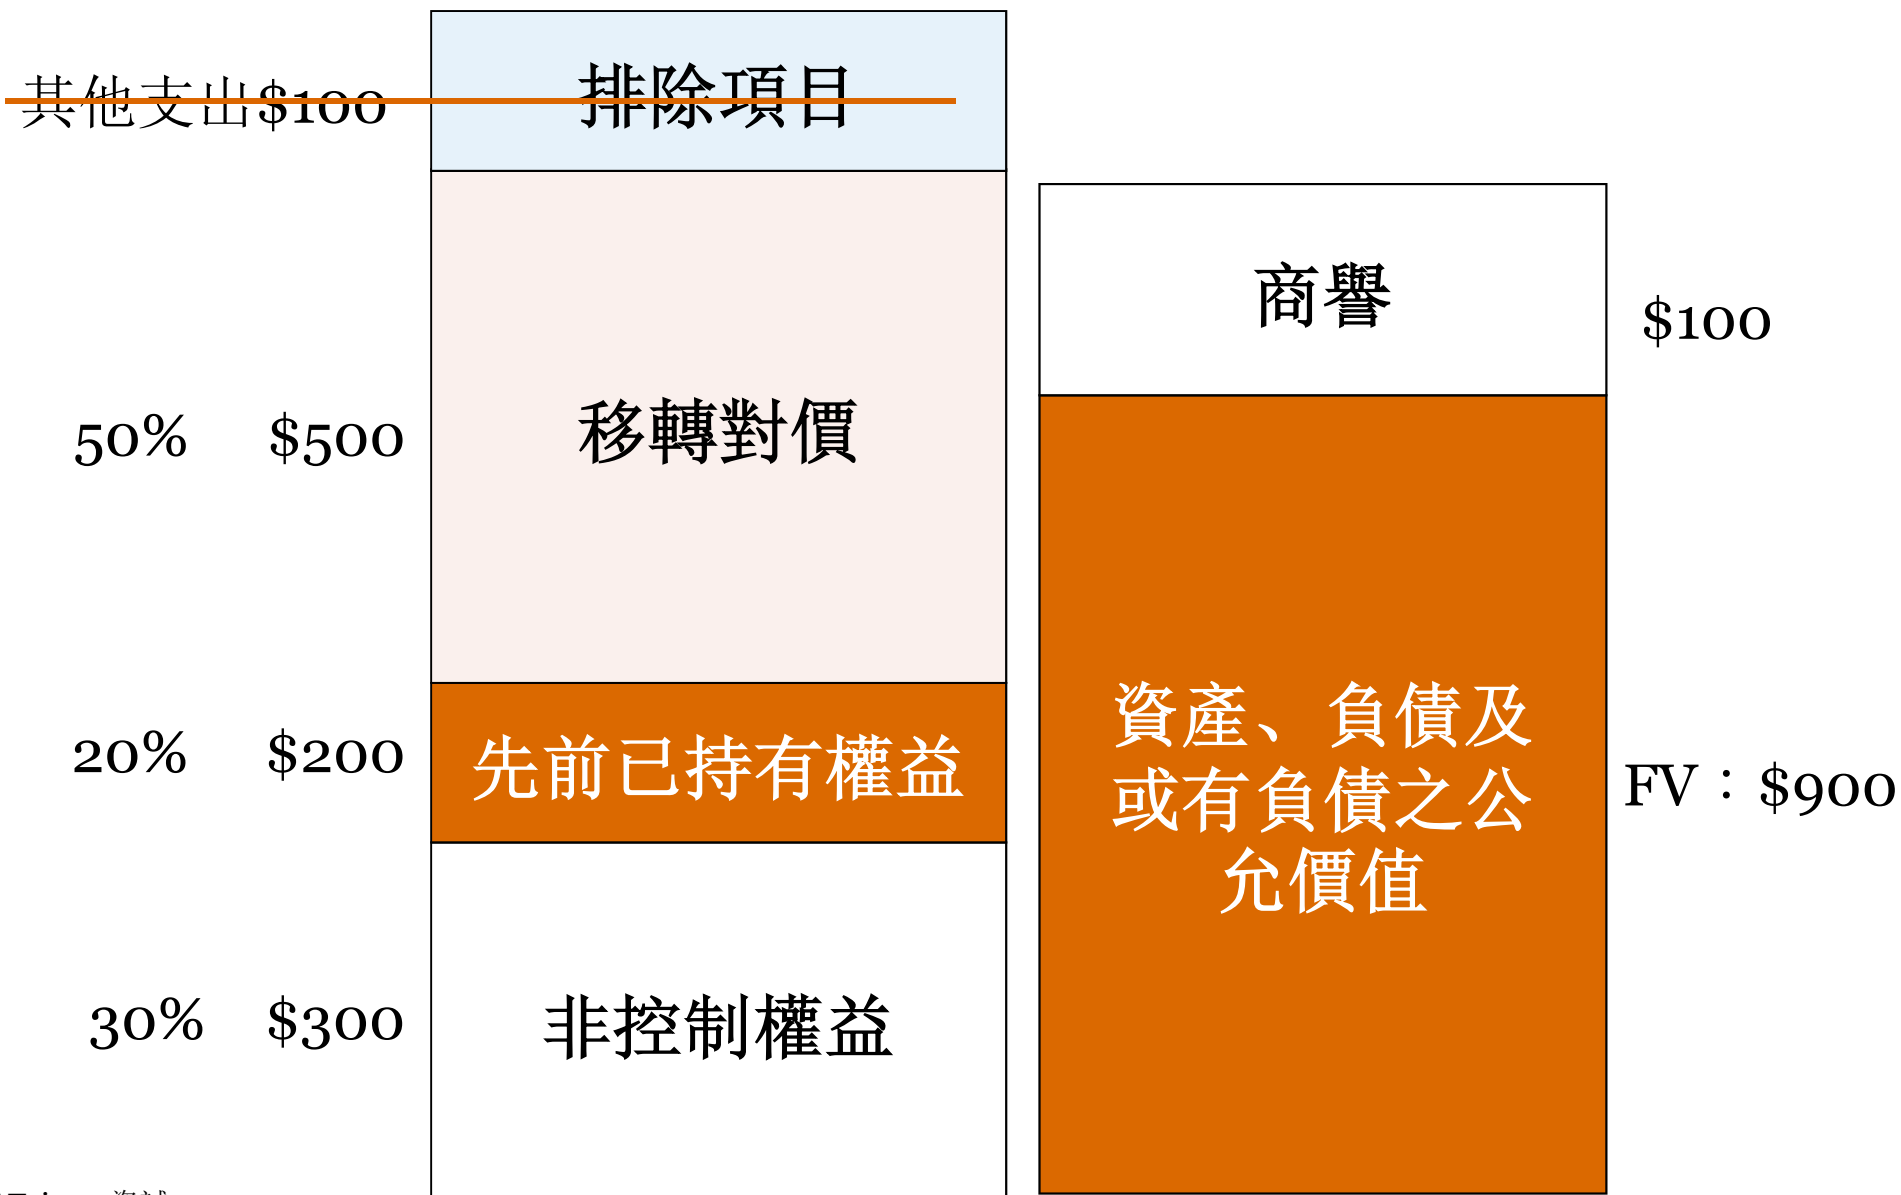 其他支出$100
排除項目
商譽
$100
50% $500
移轉對價
20% $200
先前已持有權益
資產、負債及
或有負債之公
允價值
FV：$900
30% $300
非控制權益